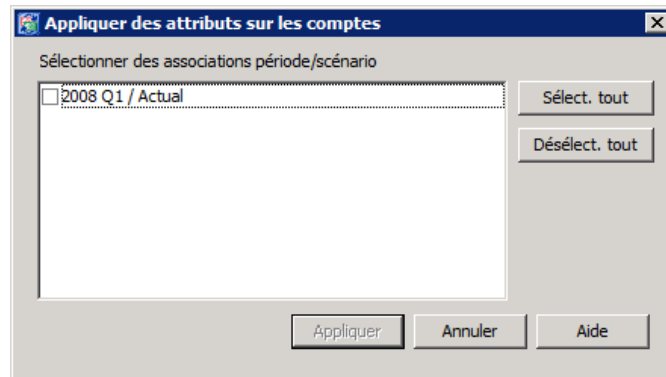 Appliquer des attributs sur les comptes
Sélectionner des associations période/scénario
2008 Q1 / Actual
Sélect. tout
Désélect. tout
Appliquer
Annuler
Aide